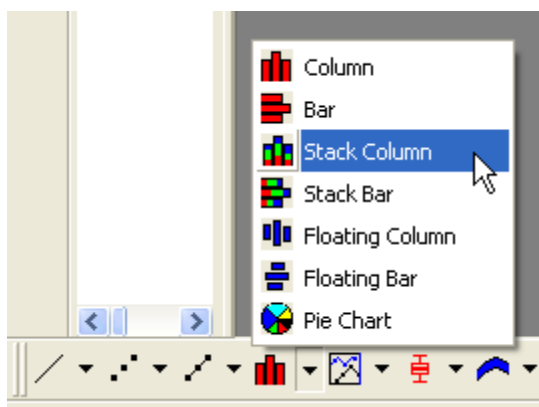 Column
Bar
Stack Column
Stack Bar
Floating Column
Floating Bar
Pie Chart